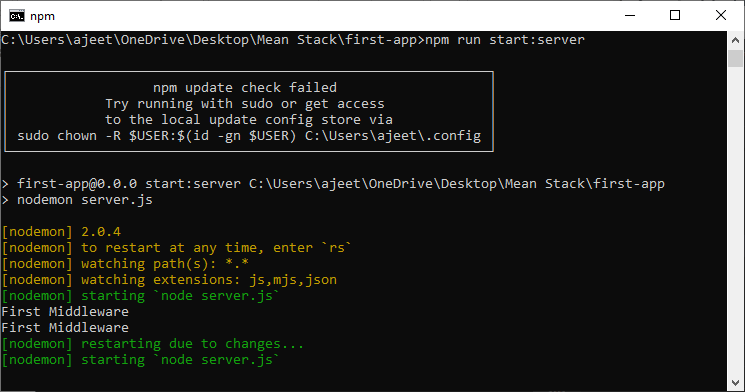 npm
C:\Users\ajeet\OneDrive\Desktop\Mean Stack\first-app>npm run start:server
npm update check failed
Try running with sudo or get access
to the local update config store via
sudo chown -R $USER:$(id -gn $USER) C:\Users\ajeet\.config
> first-app@0.0.0 start:server C:\Users\ajeet\OneDrive\Desktop\Mean Stack\first-app
> nodemon server.js
[nodemon] 2.0.4
[nodemon] to restart at any time, enter `rs`
[nodemon] watching path(s): *.*
[nodemon] watching extensions: js,mjs,json
[nodemon] starting `node server.js`
First Middleware
First Middleware
[nodemon] restarting due to changes...
[nodemon] starting `node server.js`